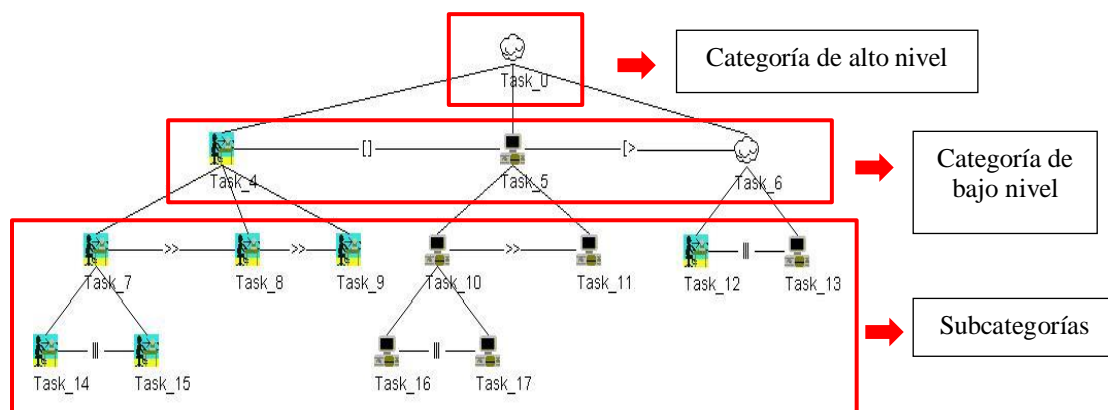 Task_0
Categoría de alto nivel
[]
[>
Task_4
Task_5
Task_6
Categoría de
bajo nivel
>>
>>
>>
|||
Task_7
Task_8
Task_9
Task_10
Task_11
Task_12
Task_13
Subcategorías
|||
|||
Task_14
Task_15
Task_16
Task_17